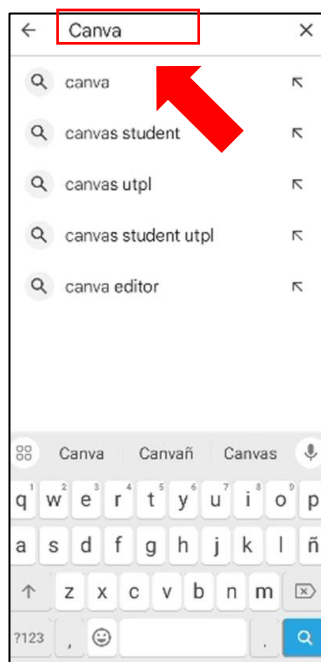 Canva
canva
canvas student
canvas utpl
canvas student utpl
canva editor
Canva Canvañ Canvas
1 2 3 4 5 6 7 8 9 0
q w e r t y u i o p
a s d f g h j k l ñ
z x c v b n m
?123 , .